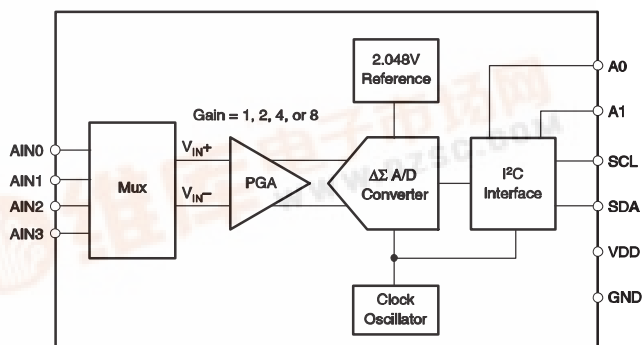 2.048V
Reference
A0
A1
Gain = 1, 2, 4, or 8
AIN0
AIN1
AIN2
AIN3
Mux
VIN+
VIN–
PGA
ΔΣ A/D
Converter
I²C
Interface
SCL
SDA
VDD
GND
Clock
Oscillator